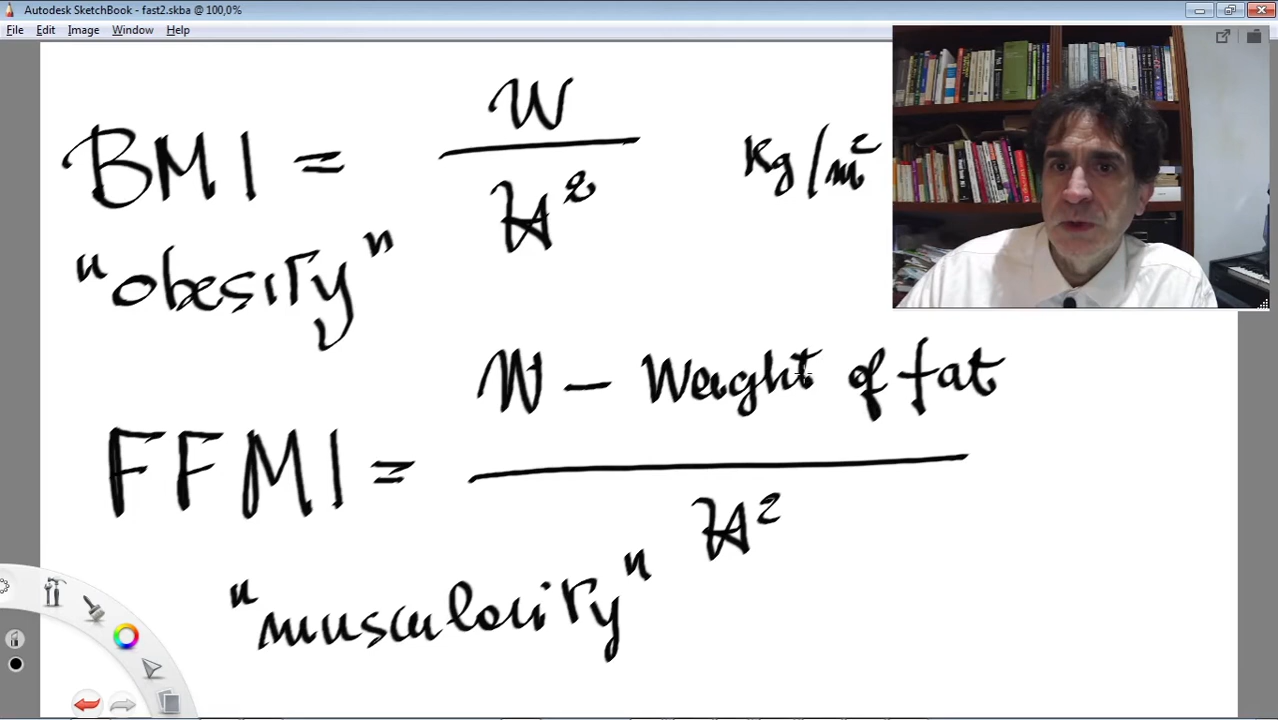 Autodesk SketchBook - fast2.skba @ 100,0%
File Edit Image Window Help
BMI = W / H²
Kg/m²
"obesity"
FFMI = W - Weight of fat / H²
"musculosity"